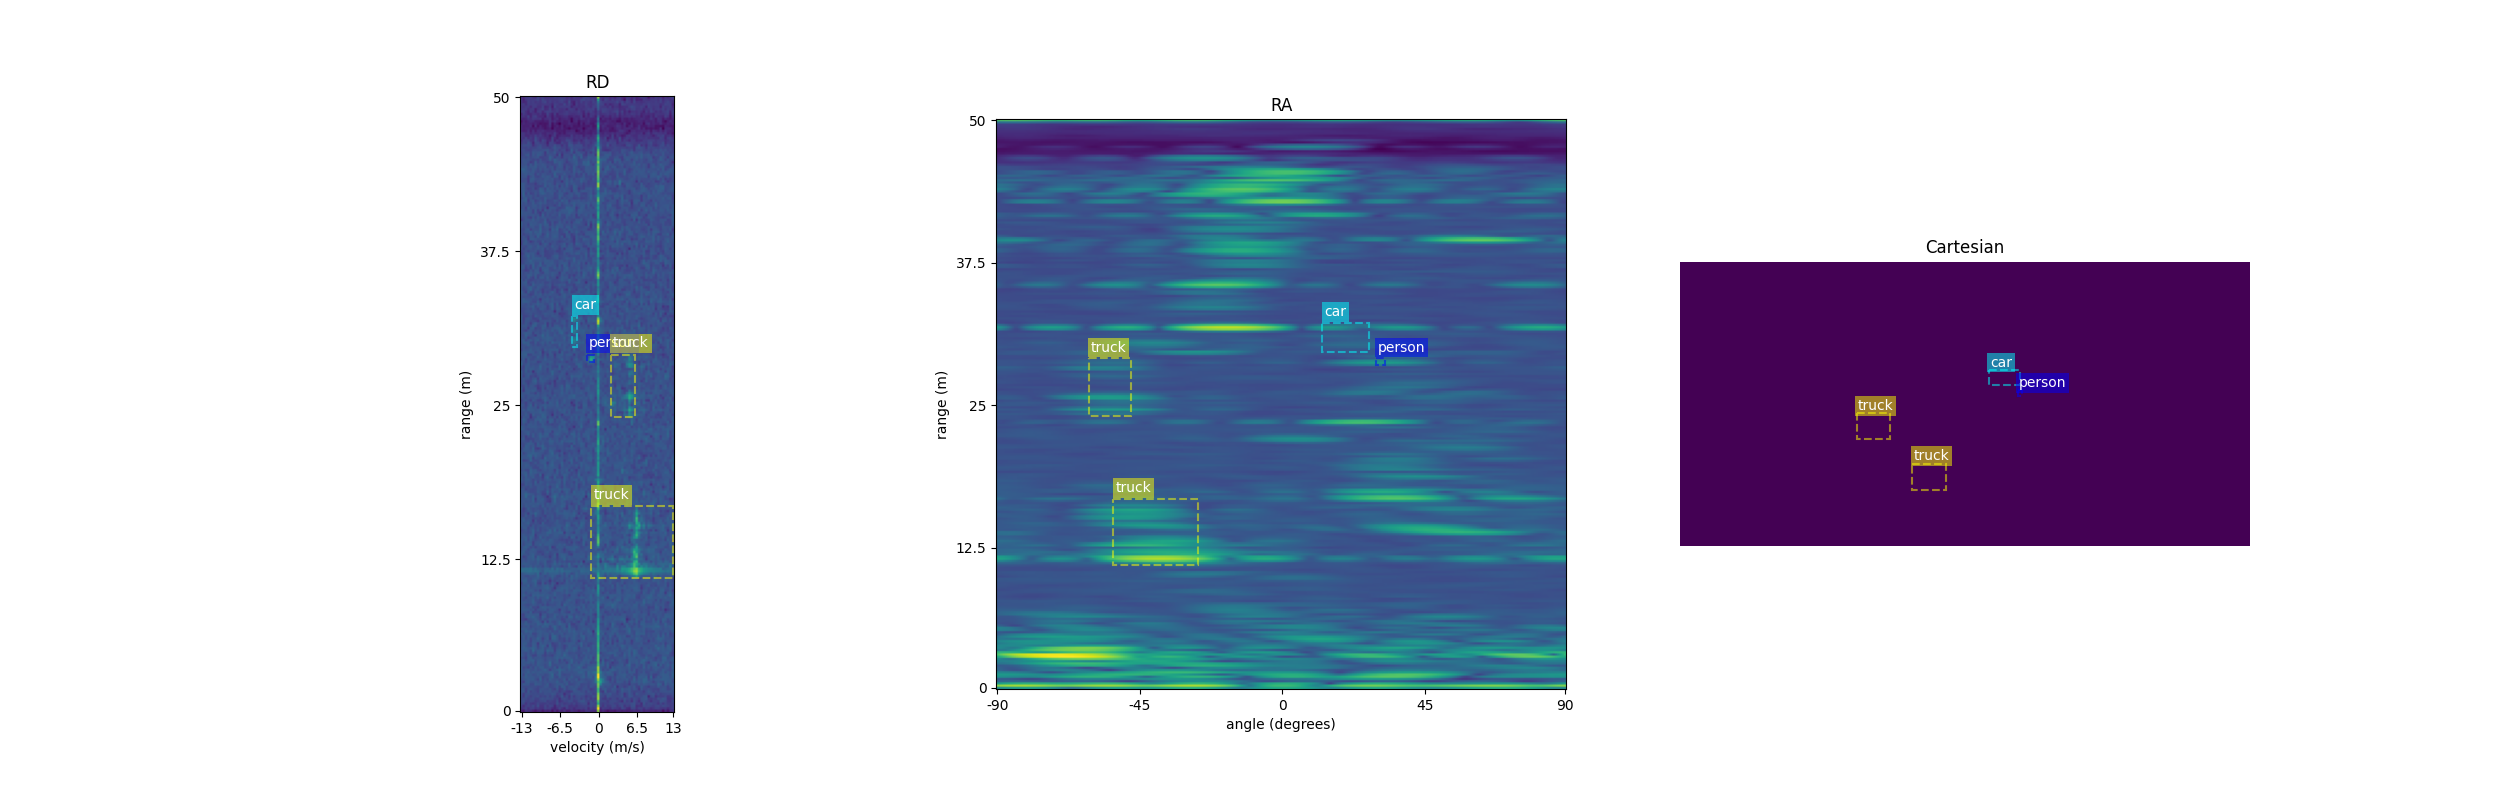 RD
50
37.5
25
12.5
0
range (m)
car
person
truck
truck
-13 -6.5 0 6.5 13
velocity (m/s)
RA
50
37.5
25
12.5
0
range (m)
car
person
truck
truck
-90 -45 0 45 90
angle (degrees)
Cartesian
car
person
truck
truck